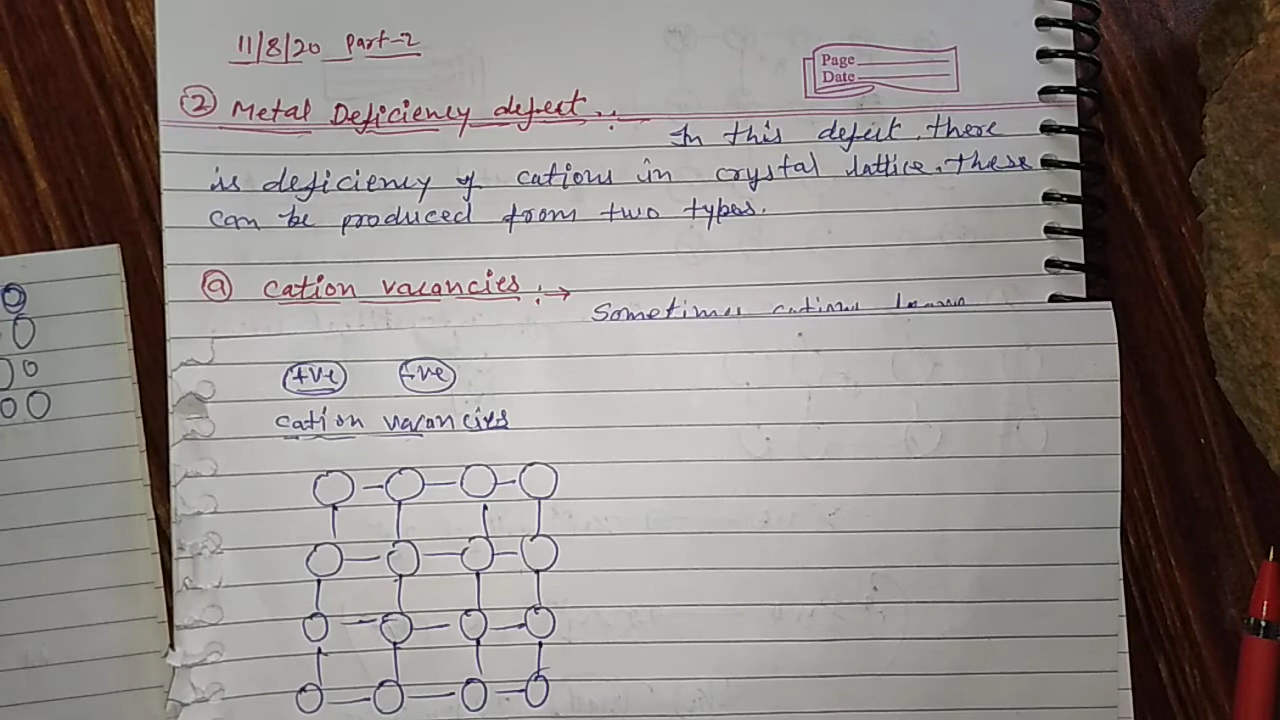 11/8/20 Part-2
Page
Date
② Metal Deficiency defect
In this defect, there
is deficiency of cations in crystal lattice. These
can be produced from two types.
ⓐ Cation vacancies :→
Sometimes cations
+ve -ve
cation vacancies